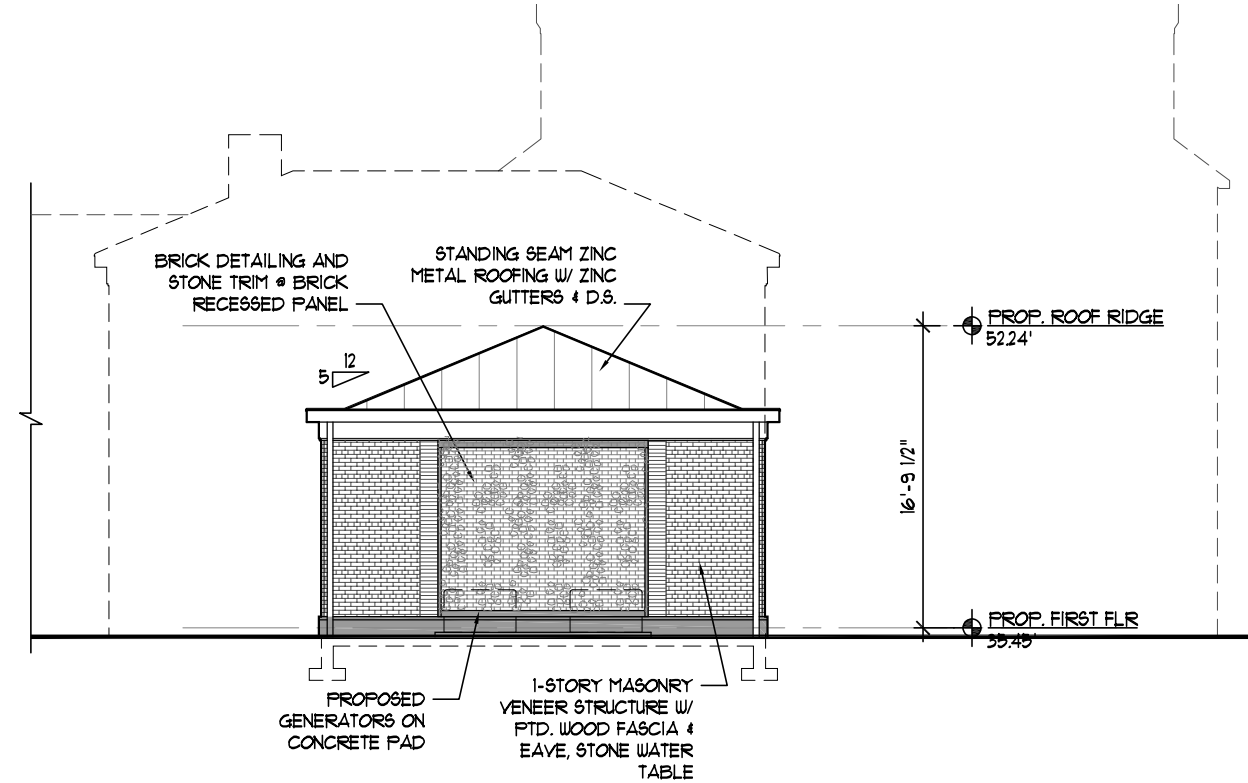 BRICK DETAILING AND
STONE TRIM @ BRICK
RECESSED PANEL
STANDING SEAM ZINC
METAL ROOFING W/ ZINC
GUTTERS & D.S.
PROP. ROOF RIDGE
52.24'
12
5
16'-9 1/2"
PROP. FIRST FLR
35.45'
PROPOSED
GENERATORS ON
CONCRETE PAD
1-STORY MASONRY
VENEER STRUCTURE W/
PTD. WOOD FASCIA &
EAVE, STONE WATER
TABLE